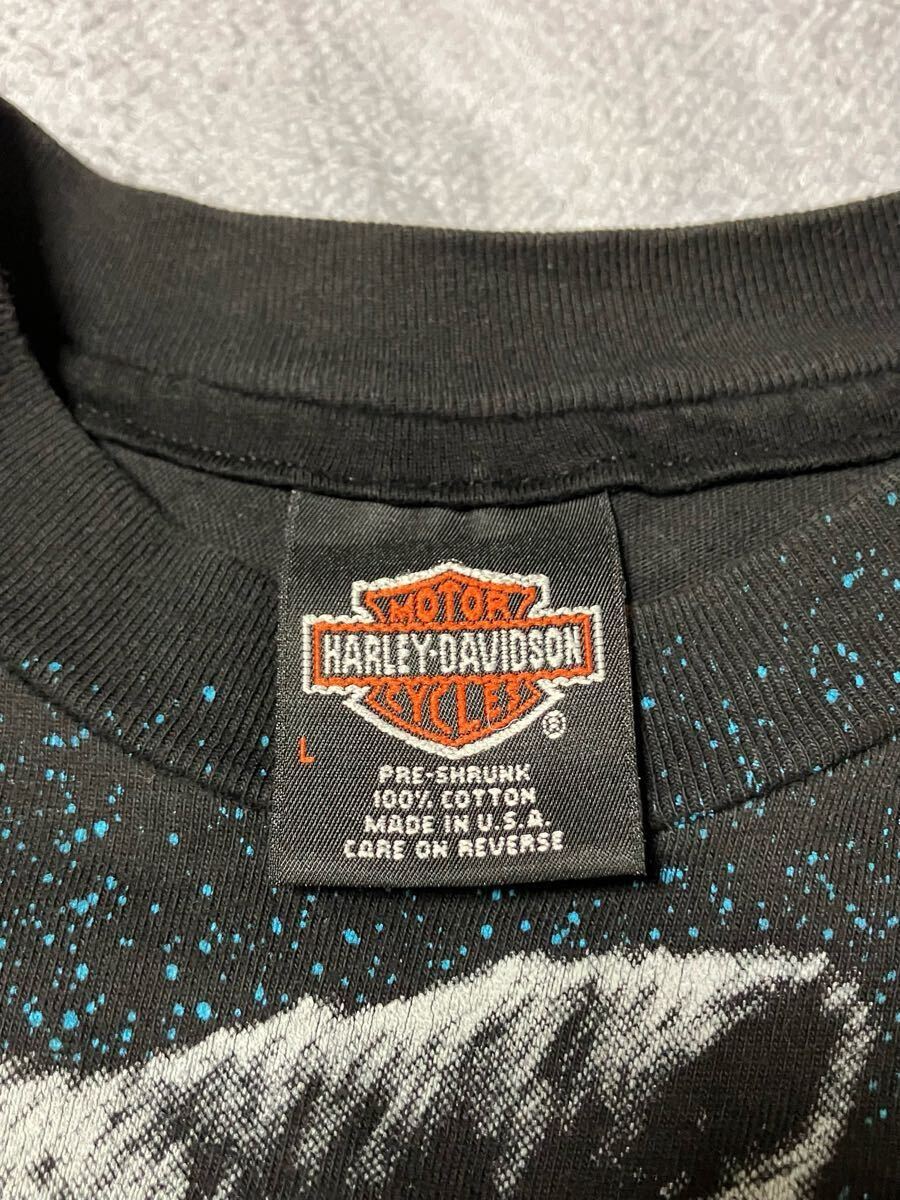 MOTOR
HARLEY-DAVIDSON
CYCLES
®
L
PRE-SHRUNK
100% COTTON
MADE IN U.S.A.
CARE ON REVERSE